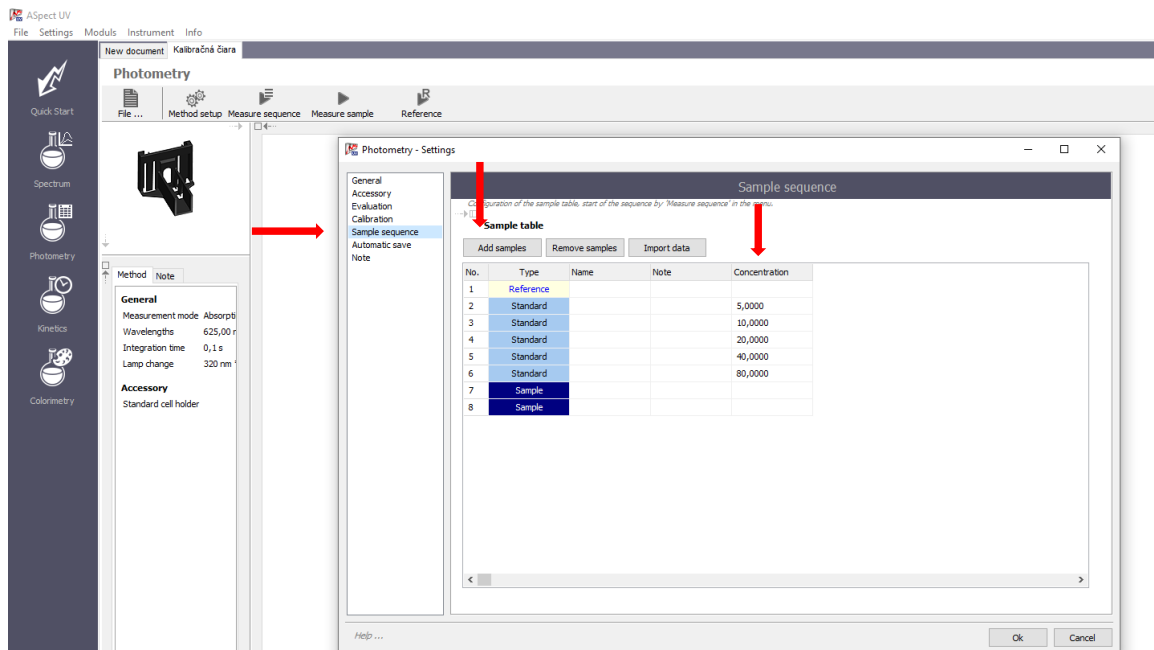 ASpect UV
File Settings Moduls Instrument Info
New document Kalibračná čiara
Photometry
File ... Method setup Measure sequence Measure sample Reference
Quick Start
Spectrum
Photometry
Kinetics
Colorimetry
Method Note
General
Measurement mode Absorpti
Wavelengths 625,00 r
Integration time 0,1 s
Lamp change 320 nm
Accessory
Standard cell holder
Photometry - Settings
General
Accessory
Evaluation
Calibration
Sample sequence
Automatic save
Note
Sample sequence
Configuration of the sample table, start of the sequence by 'Measure sequence' in the menu.
Sample table
Add samples Remove samples Import data
No. Type Name Note Concentration
1 Reference
2 Standard 5,0000
3 Standard 10,0000
4 Standard 20,0000
5 Standard 40,0000
6 Standard 80,0000
7 Sample
8 Sample
Help ...
Ok Cancel